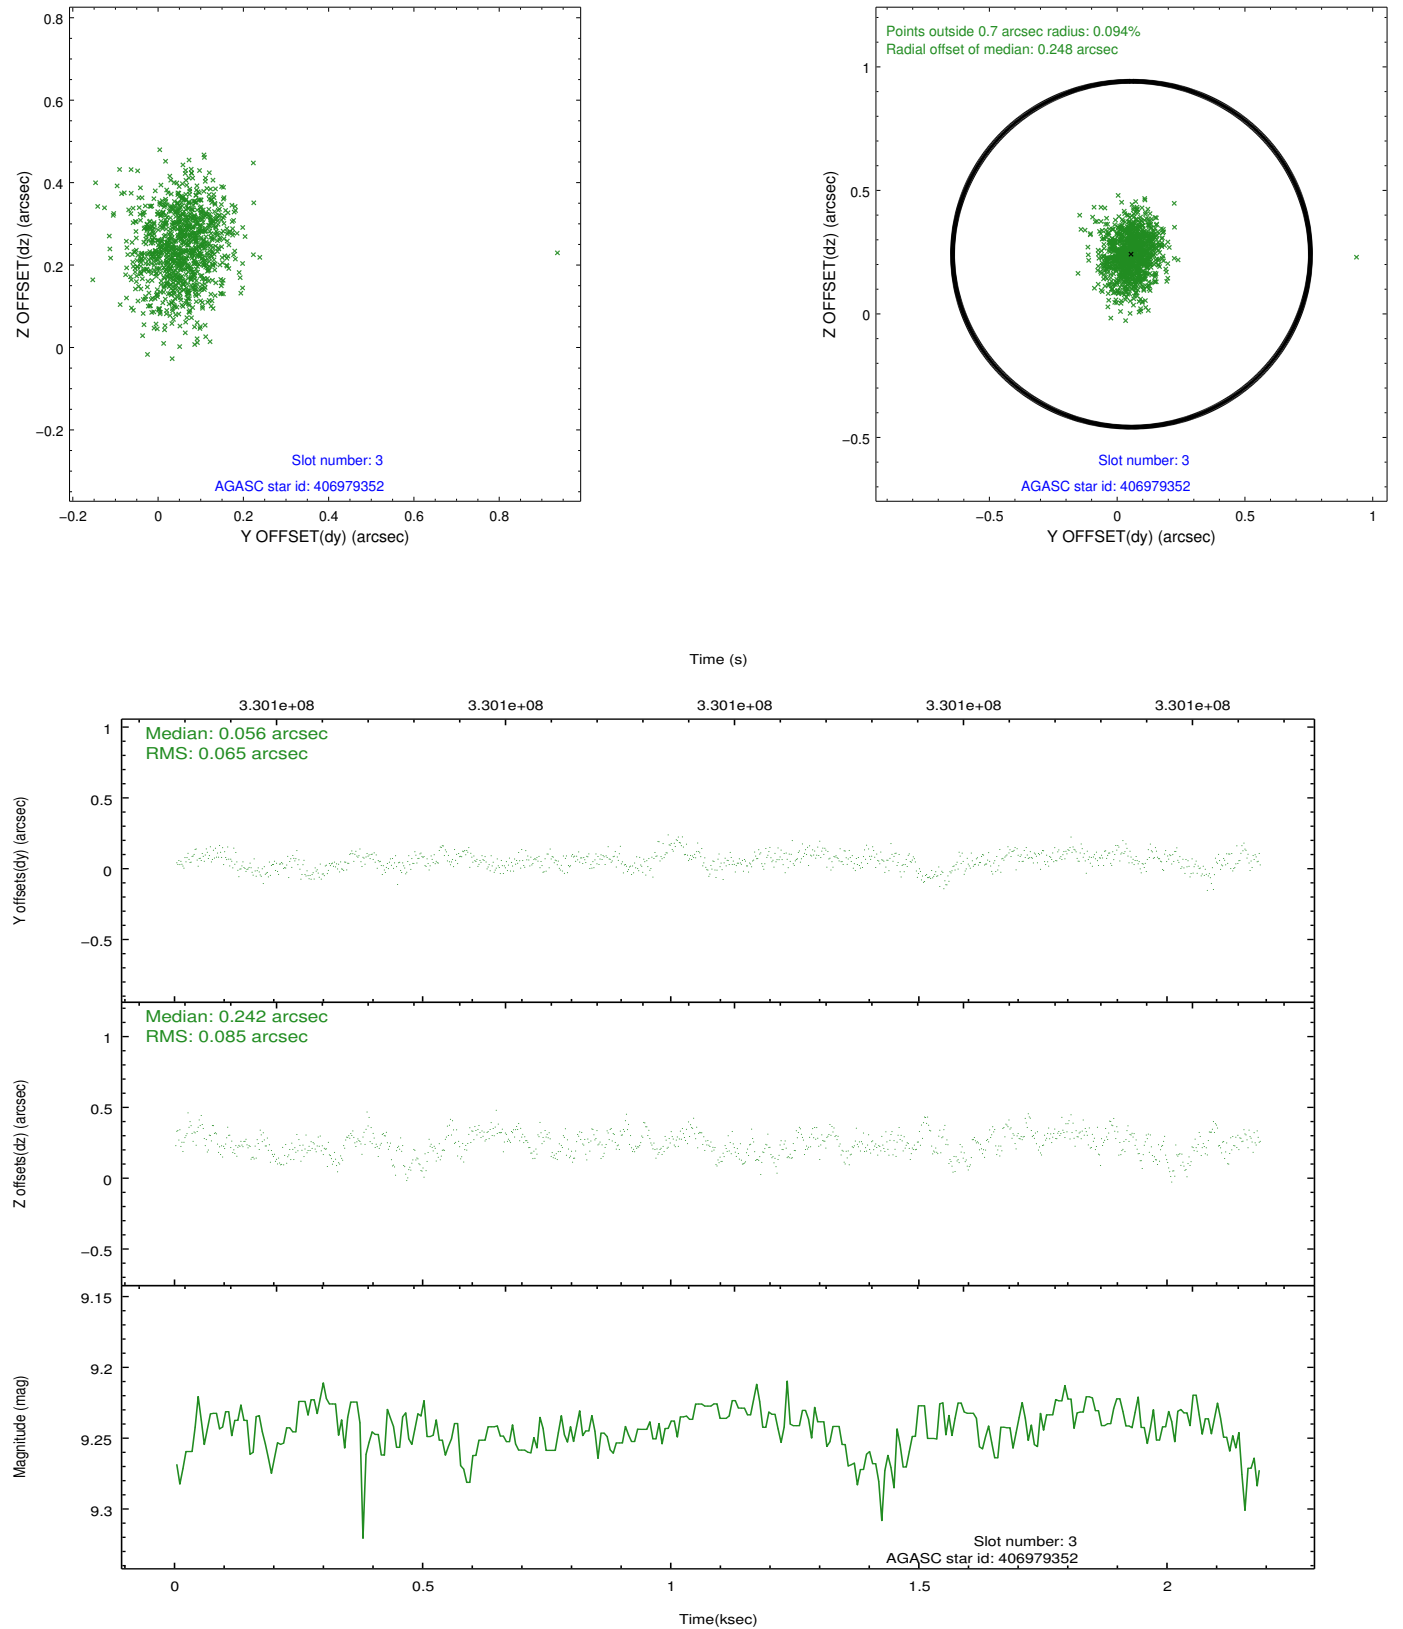 0.8
0.6
0.4
0.2
0
−0.2
Z OFFSET(dz) (arcsec)
Slot number: 3
AGASC star id: 406979352
−0.2 0 0.2 0.4 0.6 0.8
Y OFFSET(dy) (arcsec)
Points outside 0.7 arcsec radius: 0.094%
Radial offset of median: 0.248 arcsec
1
0.5
0
−0.5
Z OFFSET(dz) (arcsec)
Slot number: 3
AGASC star id: 406979352
−0.5 0 0.5 1
Y OFFSET(dy) (arcsec)
Time (s)
3.301e+08 3.301e+08 3.301e+08 3.301e+08 3.301e+08
Median: 0.056 arcsec
RMS: 0.065 arcsec
1
0.5
0
−0.5
Y offsets(dy) (arcsec)
Median: 0.242 arcsec
RMS: 0.085 arcsec
1
0.5
0
−0.5
Z offsets(dz) (arcsec)
9.15
9.2
9.25
9.3
Magnitude (mag)
Slot number: 3
AGASC star id: 406979352
0 0.5 1 1.5 2
Time(ksec)